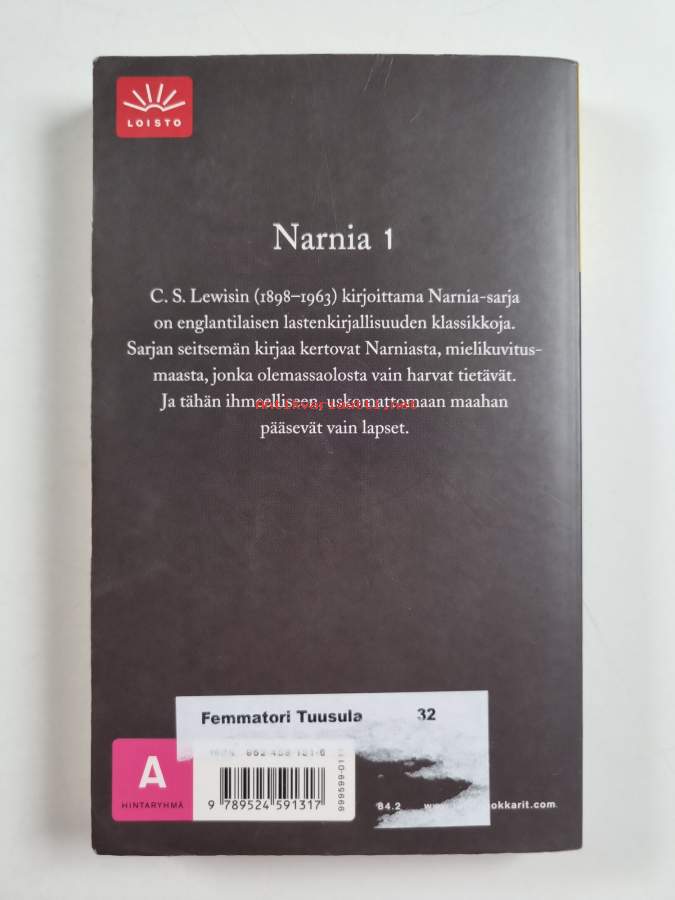 LOISTO
Narnia 1
C. S. Lewisin (1898–1963) kirjoittama Narnia-sarja
on englantilaisen lastenkirjallisuuden klassikkoja.
Sarjan seitsemän kirjaa kertovat Narniasta, mielikuvitus-
maasta, jonka olemassaolosta vain harvat tietävät.
Ja tähän ihmeelliseen, uskomattomaan maahan
pääsevät vain lapset.
Femmatori Tuusula 32
A
HINTARYHMÄ
9 789524 591317
84.2
okkarit.com